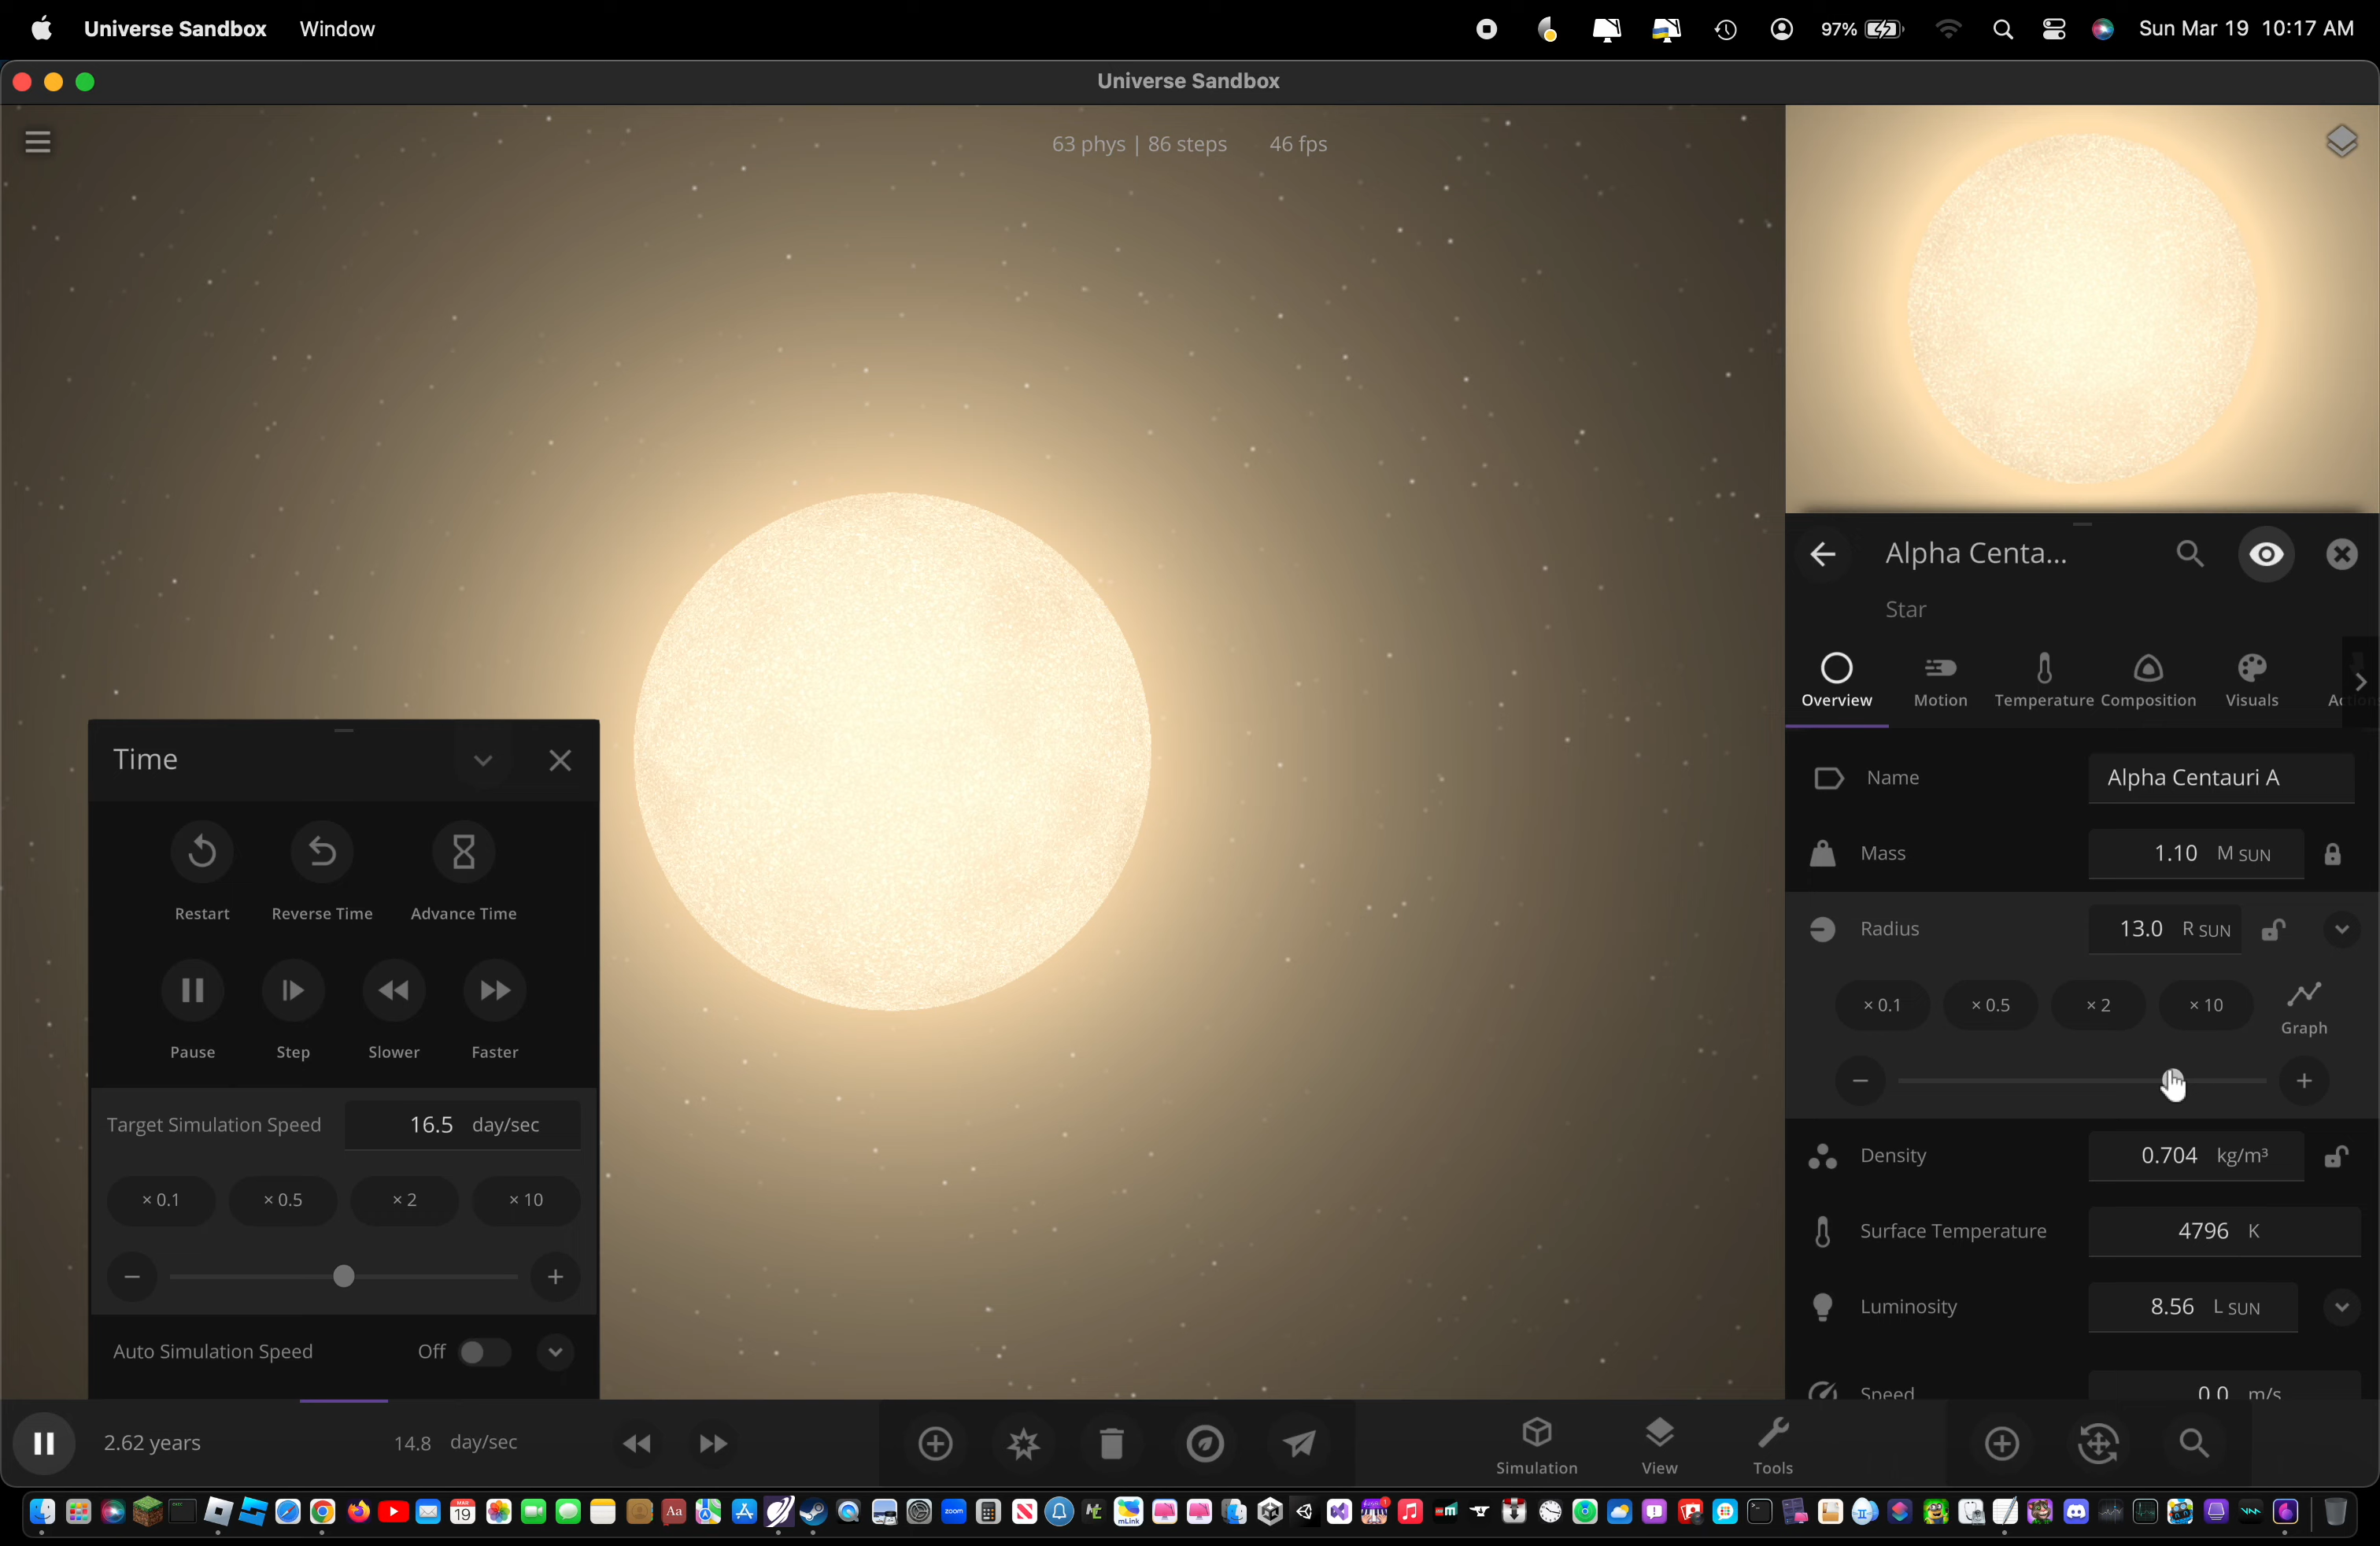 Universe Sandbox Window 97% Sun Mar 19 10:17 AM
Universe Sandbox
63 phys | 86 steps 46 fps
Alpha Centa...
Star
Overview Motion Temperature Composition Visuals
Name Alpha Centauri A
Mass 1.10 M SUN
Radius 13.0 R SUN
× 0.1 × 0.5 × 2 × 10 Graph
Density 0.704 kg/m³
Surface Temperature 4796 K
Luminosity 8.56 L SUN
Speed 0.0 m/s
Time
Restart Reverse Time Advance Time
Pause Step Slower Faster
Target Simulation Speed 16.5 day/sec
× 0.1 × 0.5 × 2 × 10
Auto Simulation Speed Off
2.62 years 14.8 day/sec
Simulation View Tools
MAR
19
Aa
zoom
mLink